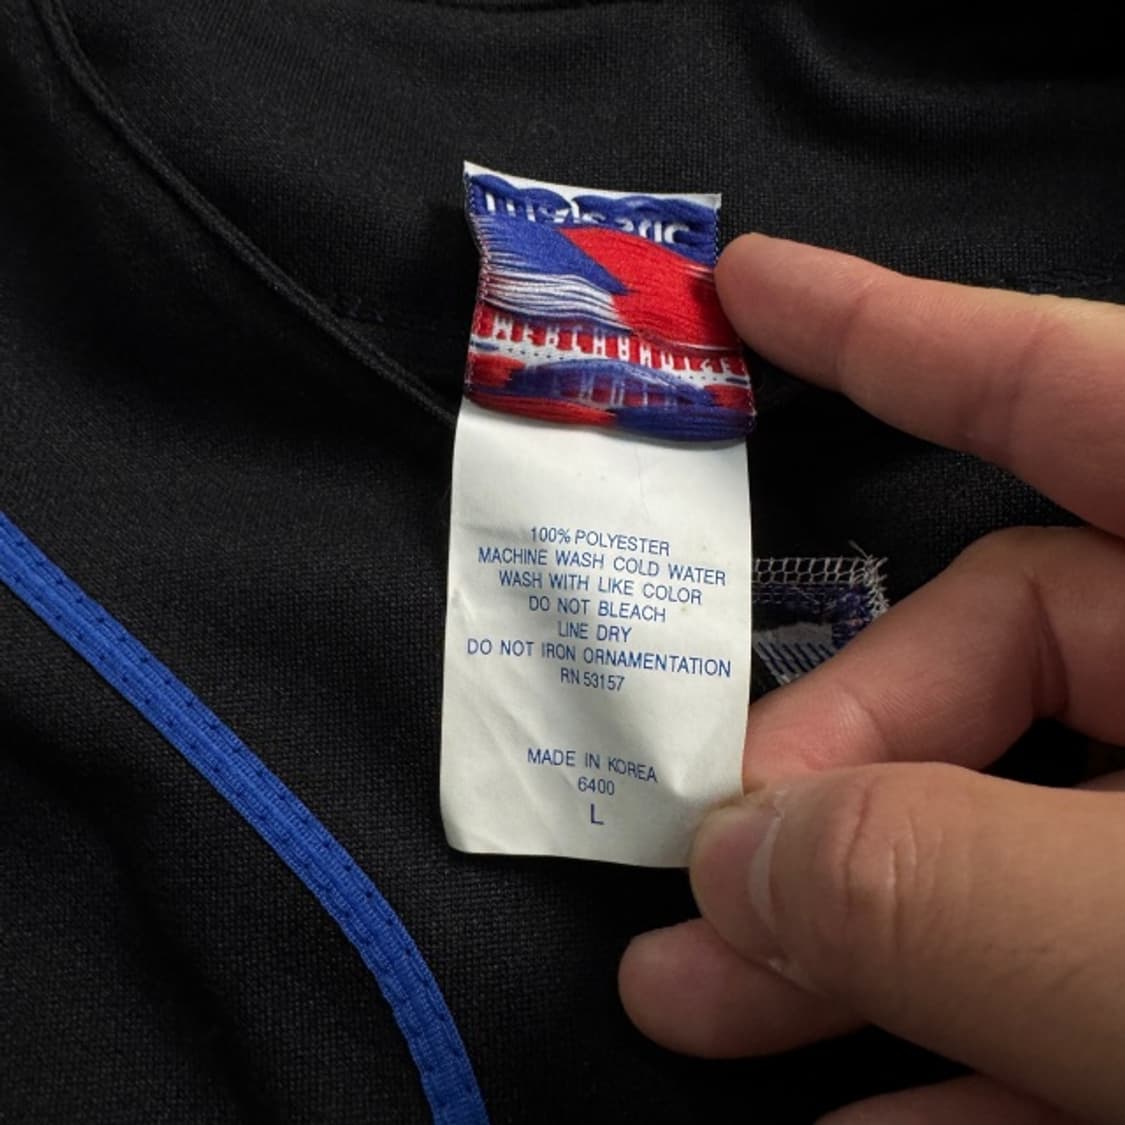 MERCHANDISE
100% POLYESTER
MACHINE WASH COLD WATER
WASH WITH LIKE COLOR
DO NOT BLEACH
LINE DRY
DO NOT IRON ORNAMENTATION
RN 53157
MADE IN KOREA
6400
L